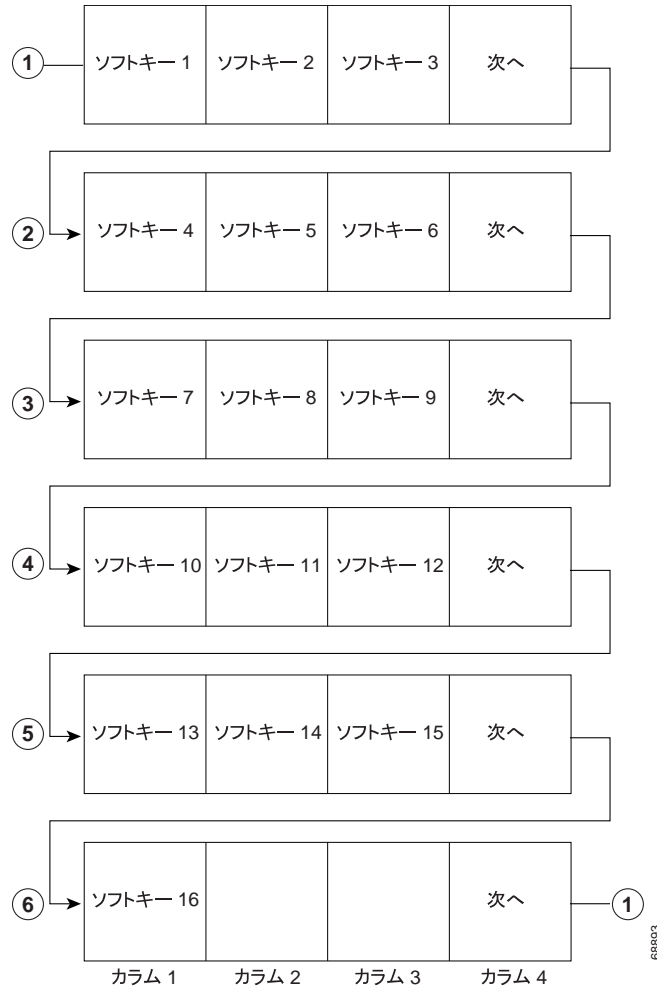 ① ソフトキー 1 ソフトキー 2 ソフトキー 3 次へ
② ソフトキー 4 ソフトキー 5 ソフトキー 6 次へ
③ ソフトキー 7 ソフトキー 8 ソフトキー 9 次へ
④ ソフトキー 10 ソフトキー 11 ソフトキー 12 次へ
⑤ ソフトキー 13 ソフトキー 14 ソフトキー 15 次へ
⑥ ソフトキー 16 次へ ①
カラム 1 カラム 2 カラム 3 カラム 4
68893